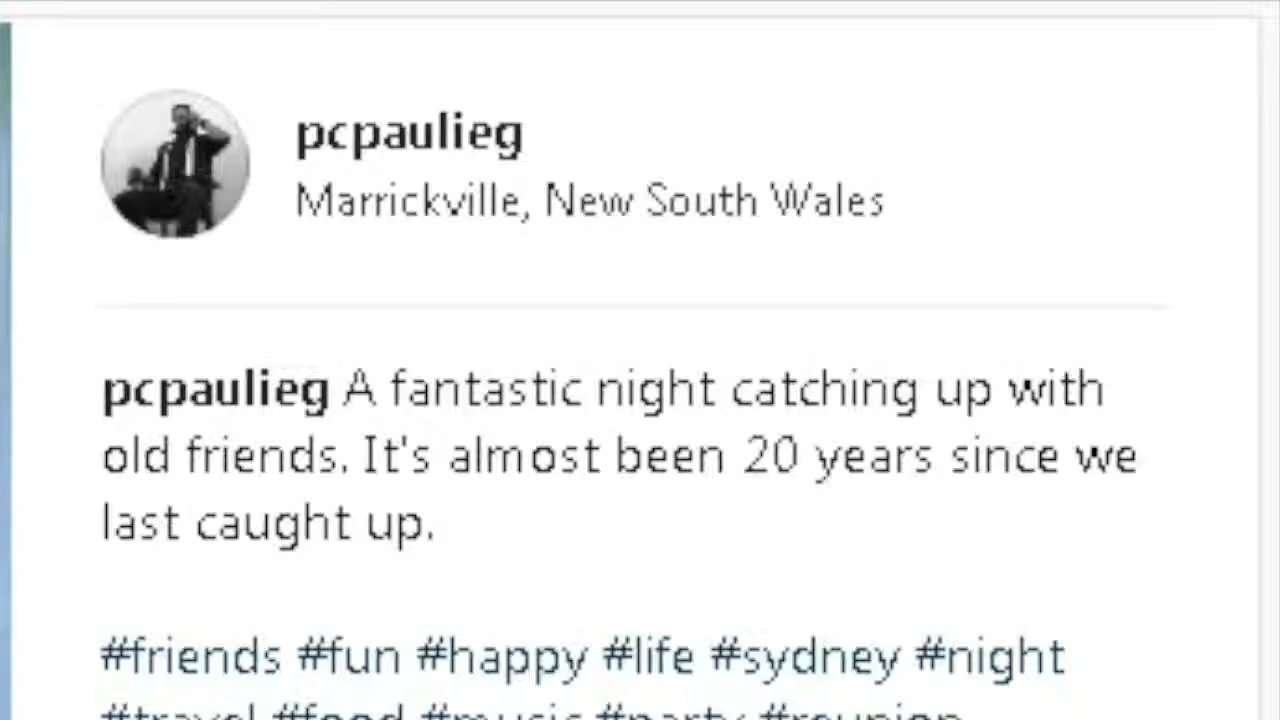 pcpaulieg
Marrickville, New South Wales
pcpaulieg A fantastic night catching up with
old friends. It's almost been 20 years since we
last caught up.
#friends #fun #happy #life #sydney #night
#travel #food #music #party #reunion